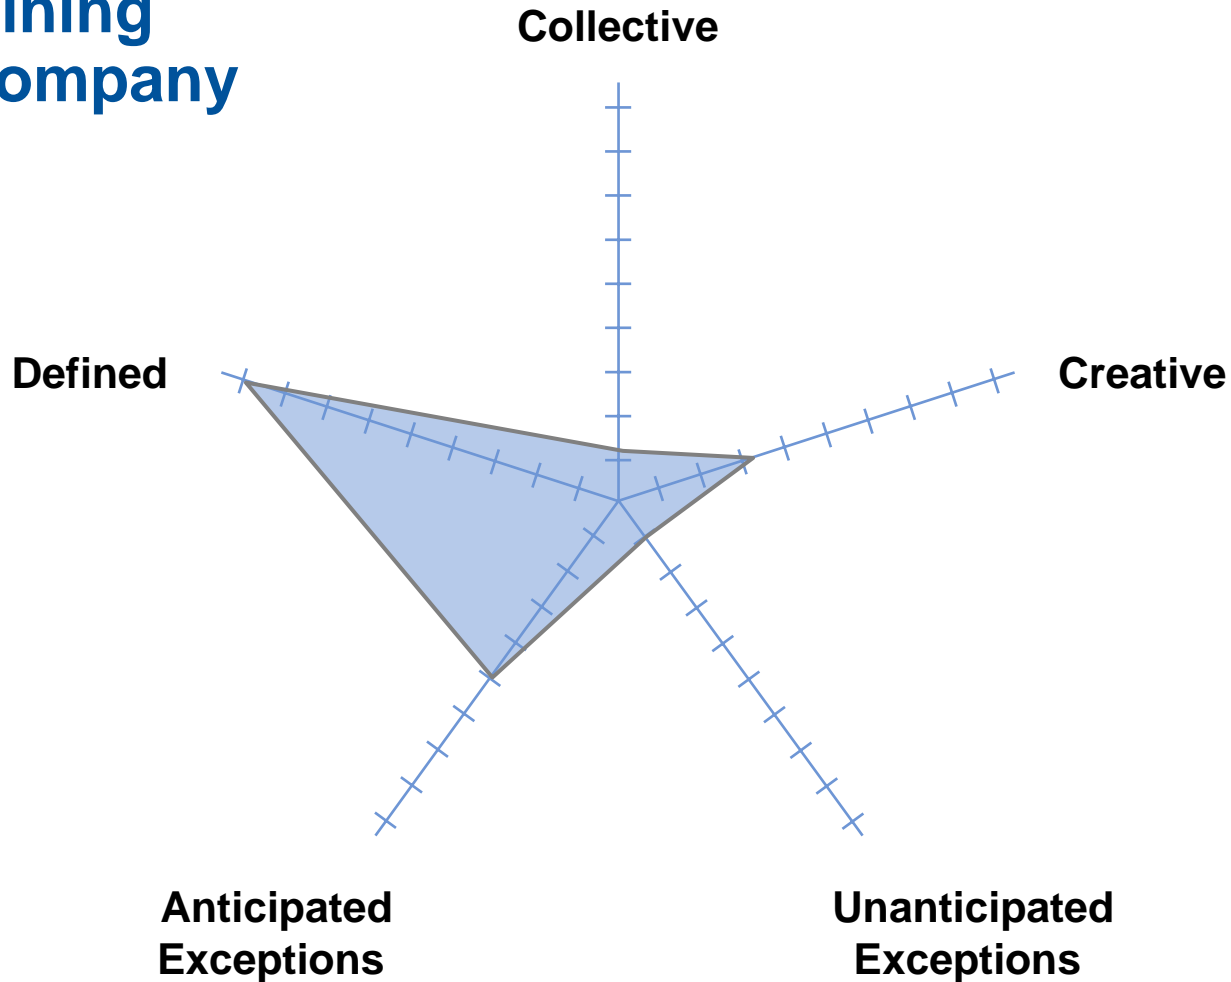 ining
ompany
Collective
Defined
Creative
Anticipated
Exceptions
Unanticipated
Exceptions